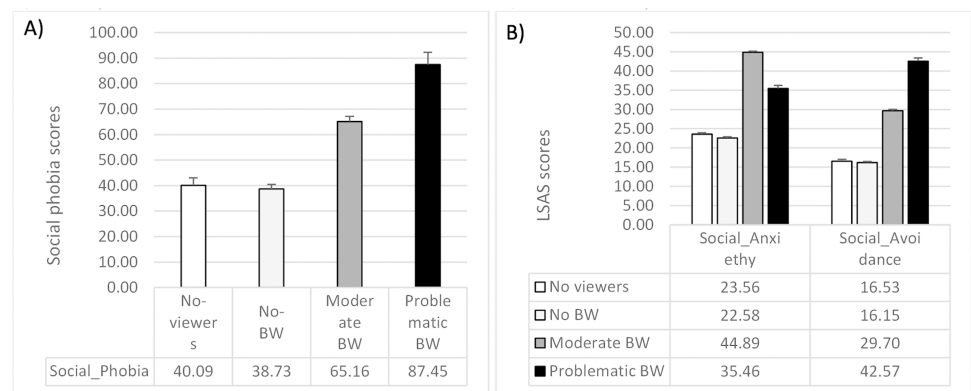 A)
Social phobia scores
100.00
90.00
80.00
70.00
60.00
50.00
40.00
30.00
20.00
10.00
0.00
No-
viewer
s
No-
BW
Moder
ate
BW
Proble
matic
BW
Social_Phobia 40.09 38.73 65.16 87.45
B)
LSAS scores
50.00
45.00
40.00
35.00
30.00
25.00
20.00
15.00
10.00
5.00
0.00
Social_Anxi
ethy
Social_Avoi
dance
No viewers 23.56 16.53
No BW 22.58 16.15
Moderate BW 44.89 29.70
Problematic BW 35.46 42.57